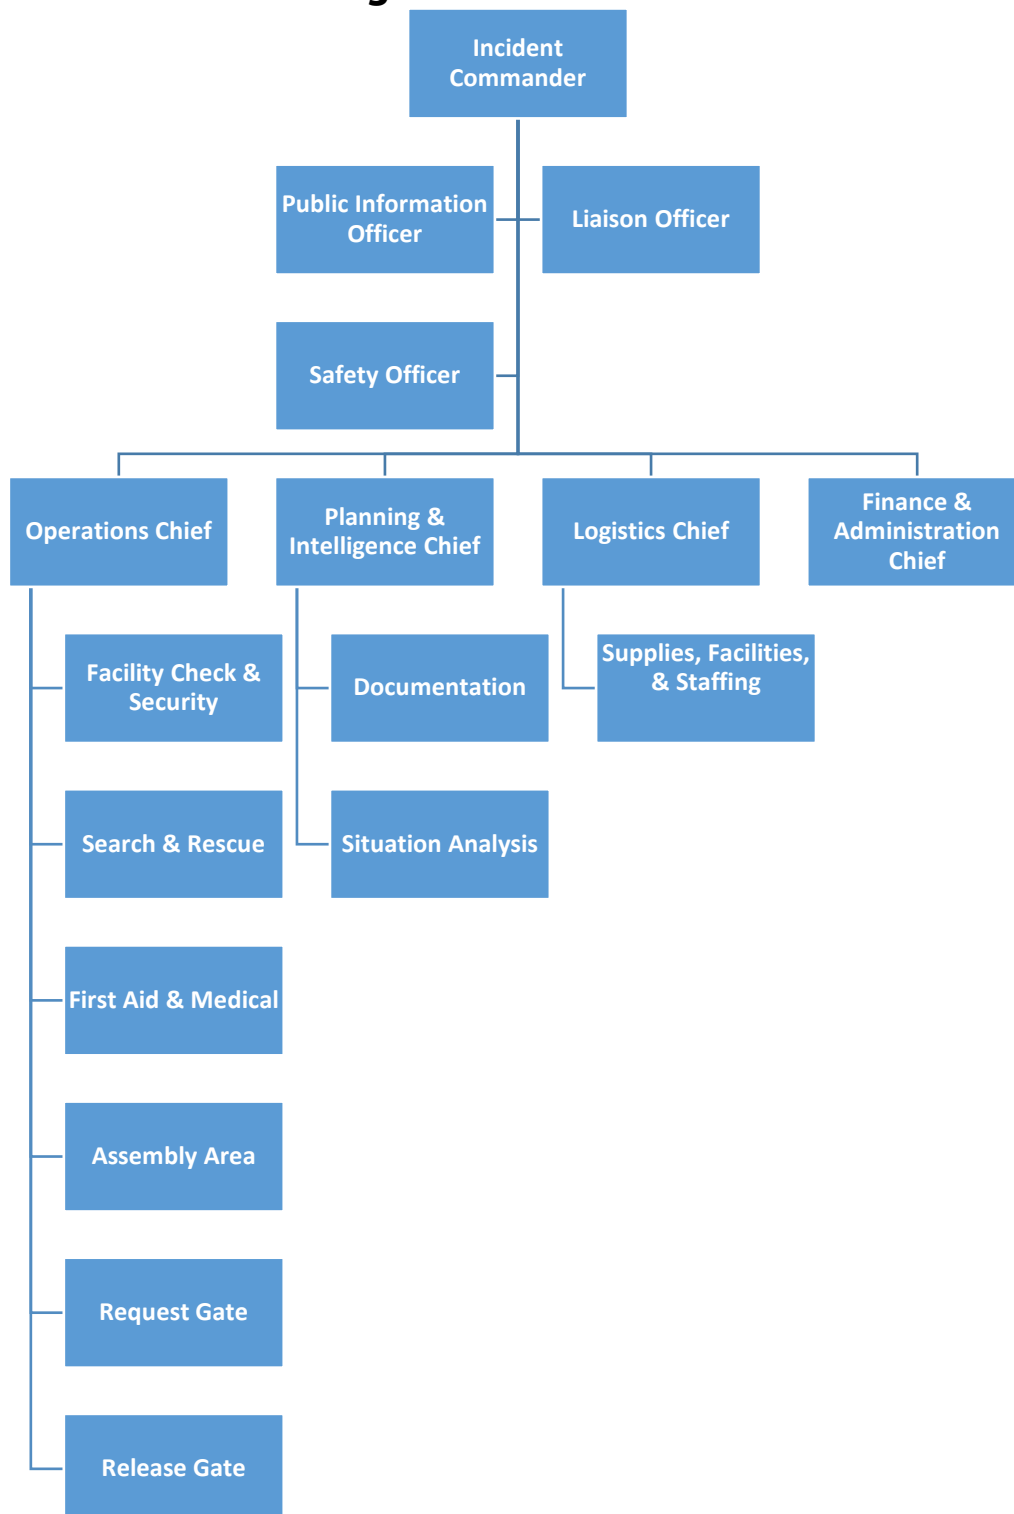 Incident
Commander
Public Information
Officer
Liaison Officer
Safety Officer
Operations Chief
Planning &
Intelligence Chief
Logistics Chief
Finance &
Administration
Chief
Facility Check &
Security
Documentation
Supplies, Facilities,
& Staffing
Search & Rescue
Situation Analysis
First Aid & Medical
Assembly Area
Request Gate
Release Gate